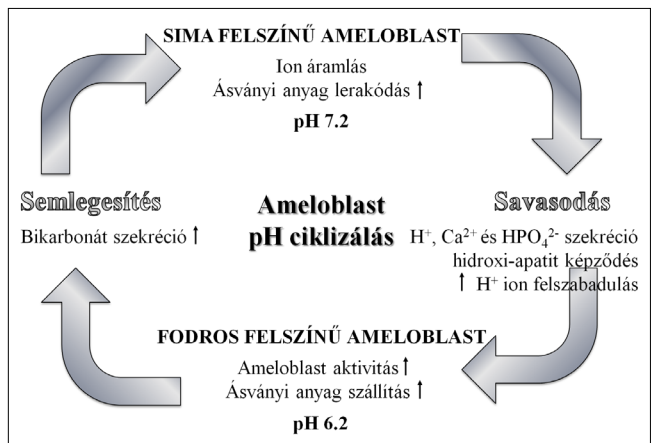 SIMA FELSZÍNŰ AMELOBLAST
Ion áramlás
Ásványi anyag lerakódás ↑
pH 7.2
Semlegesítés
Bikarbonát szekréció ↑
Ameloblast
pH ciklizálás
Savasodás
H⁺, Ca²⁺ és HPO₄²⁻ szekréció
hidroxi-apatit képződés
↑ H⁺ ion felszabadulás
FODROS FELSZÍNŰ AMELOBLAST
Ameloblast aktivitás ↑
Ásványi anyag szállítás ↑
pH 6.2